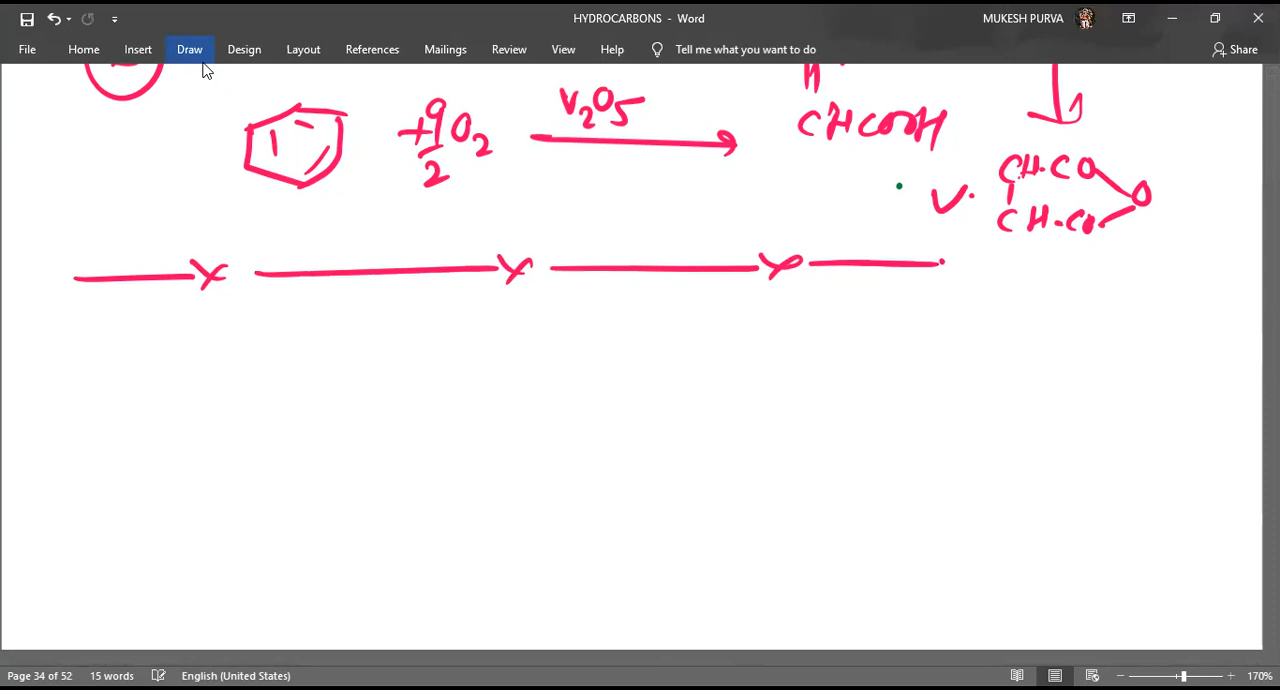 HYDROCARBONS - Word
MUKESH PURVA
File Home Insert Draw Design Layout References Mailings Review View Help Tell me what you want to do Share
+ 9/2 O2
V2O5
CHCOOH
CH.CO
O
CH.CO
Page 34 of 52 15 words English (United States) 170%